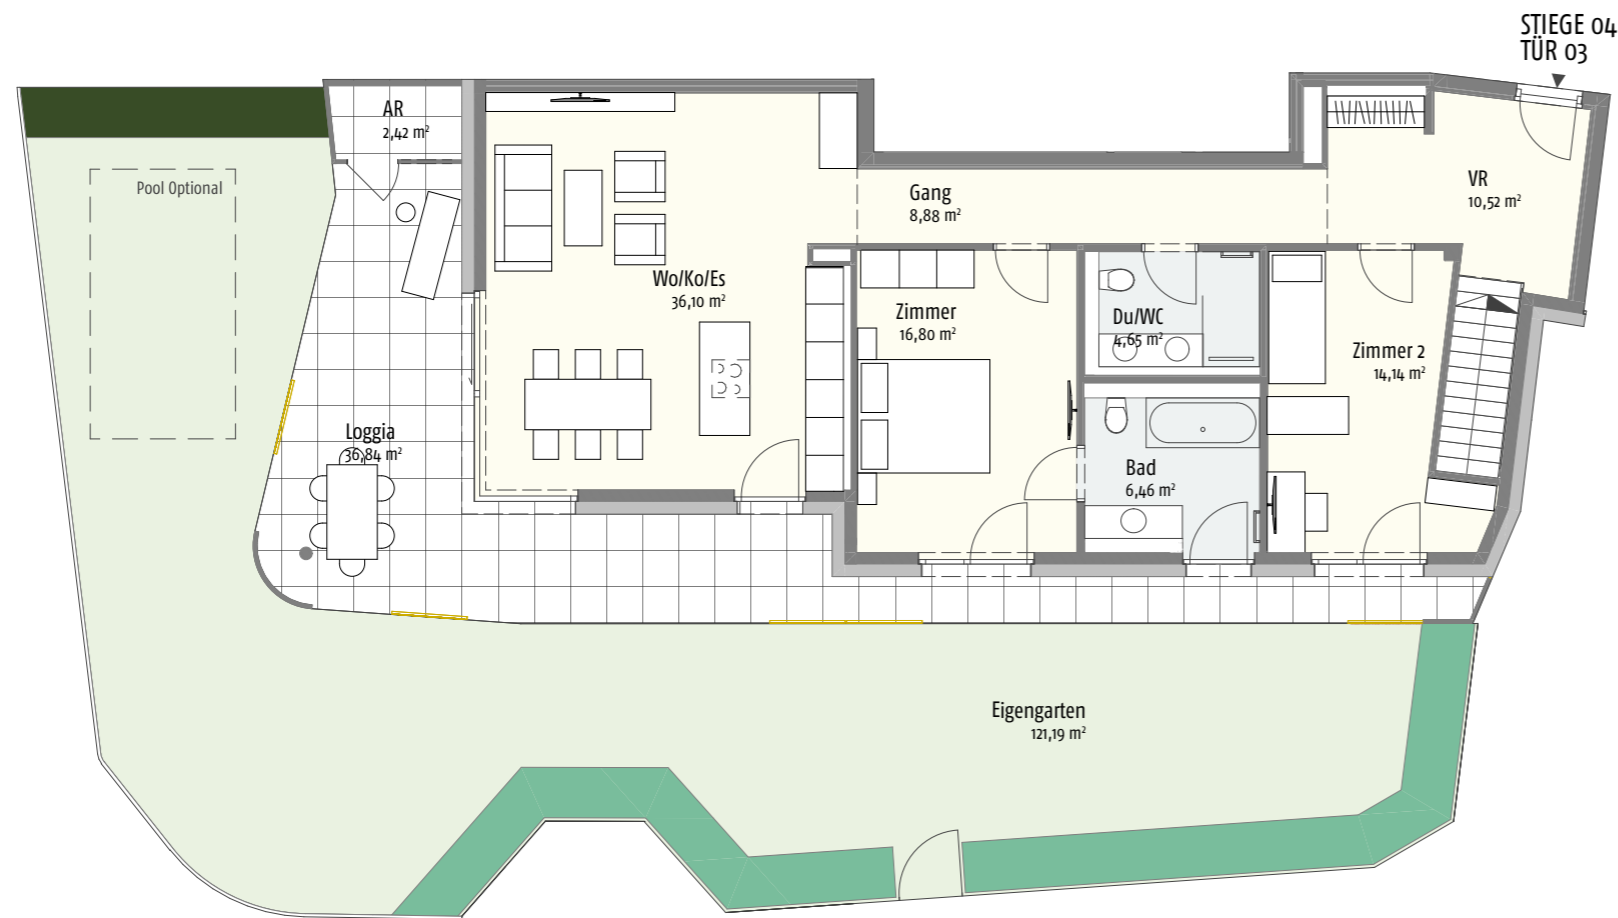 STIEGE 04
TÜR 03
AR
2,42 m²
Pool Optional
Gang
8,88 m²
VR
10,52 m²
Wo/Ko/Es
36,10 m²
Zimmer
16,80 m²
Du/WC
4,65 m²
Zimmer 2
14,14 m²
Loggia
36,84 m²
Bad
6,46 m²
Eigengarten
121,19 m²